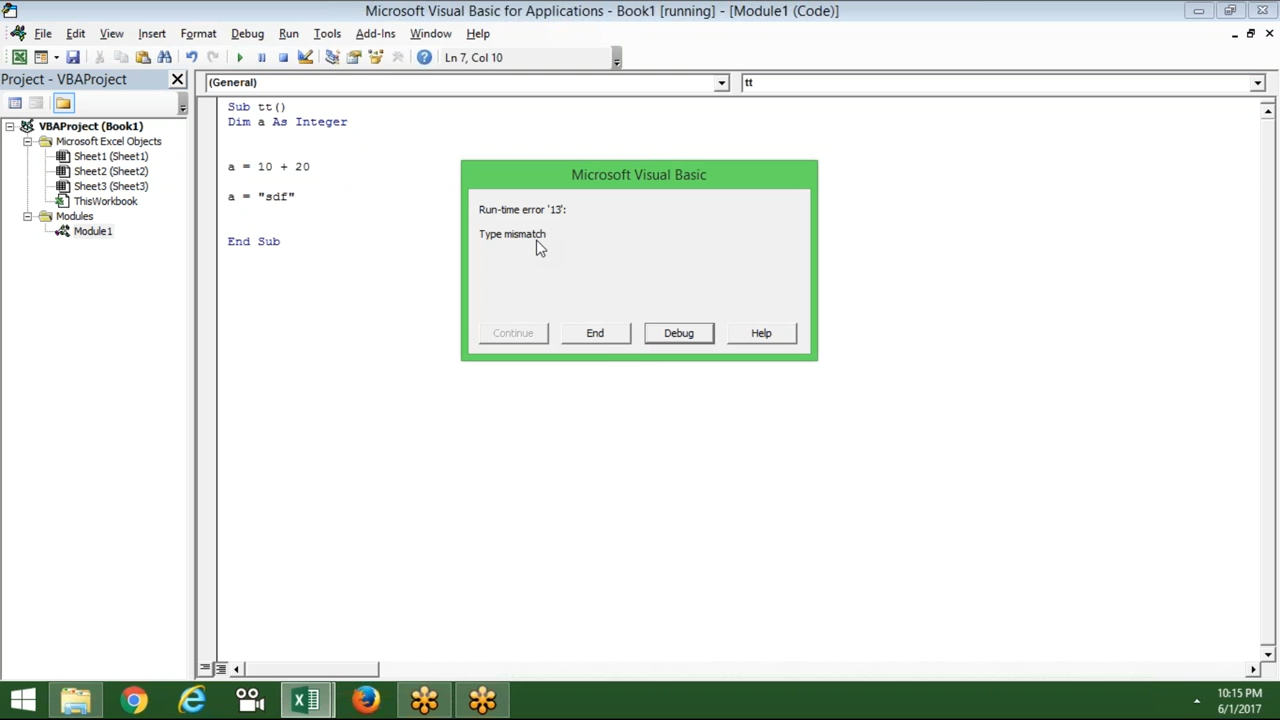 Microsoft Visual Basic for Applications - Book1 [running] - [Module1 (Code)]
File Edit View Insert Format Debug Run Tools Add-Ins Window Help
Ln 7, Col 10
Project - VBAProject
(General)
tt
VBAProject (Book1)
Microsoft Excel Objects
Sheet1 (Sheet1)
Sheet2 (Sheet2)
Sheet3 (Sheet3)
ThisWorkbook
Modules
Module1
Sub tt()
Dim a As Integer
a = 10 + 20
a = "sdf"
End Sub
Microsoft Visual Basic
Run-time error '13':
Type mismatch
Continue End Debug Help
10:15 PM
6/1/2017